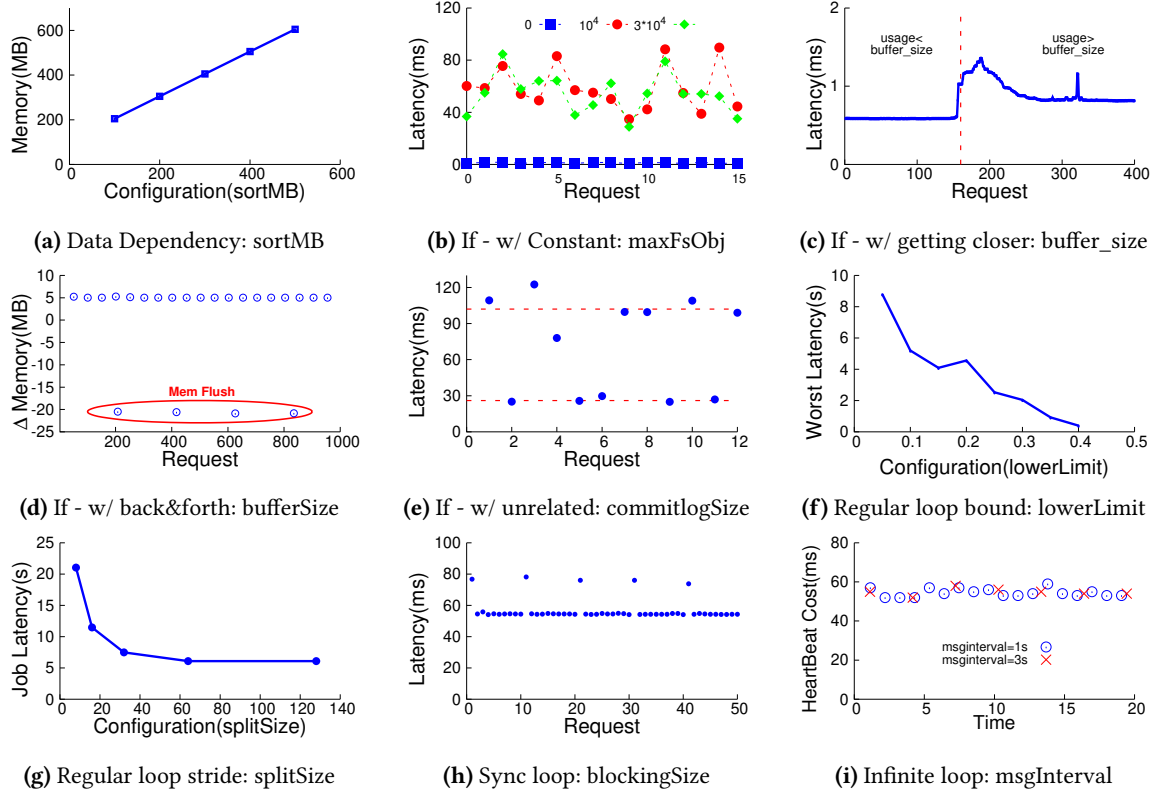 Memory(MB)
600
400
200
0
0 200 400 600
Configuration(sortMB)
(a) Data Dependency: sortMB
Latency(ms)
120
80
40
0
0 10⁴ 3*10⁴
0 5 10 15
Request
(b) If - w/ Constant: maxFsObj
Latency(ms)
2
1
0
usage<
buffer_size
usage>
buffer_size
0 100 200 300 400
Request
(c) If - w/ getting closer: buffer_size
Δ Memory(MB)
10
5
0
-5
-10
-15
-20
-25
Mem Flush
200 400 600 800 1000
Request
(d) If - w/ back&forth: bufferSize
Latency(ms)
120
90
60
30
0
0 2 4 6 8 10 12
Request
(e) If - w/ unrelated: commitlogSize
Worst Latency(s)
10
8
6
4
2
0
0.1 0.2 0.3 0.4 0.5
Configuration(lowerLimit)
(f) Regular loop bound: lowerLimit
Job Latency(s)
25
20
15
10
5
0
0 20 40 60 80 100 120 140
Configuration(splitSize)
(g) Regular loop stride: splitSize
Latency(ms)
100
80
60
40
20
0
0 10 20 30 40 50
Request
(h) Sync loop: blockingSize
HeartBeat Cost(ms)
80
60
40
20
0
msginterval=1s
msginterval=3s
0 5 10 15 20
Time
(i) Infinite loop: msgInterval